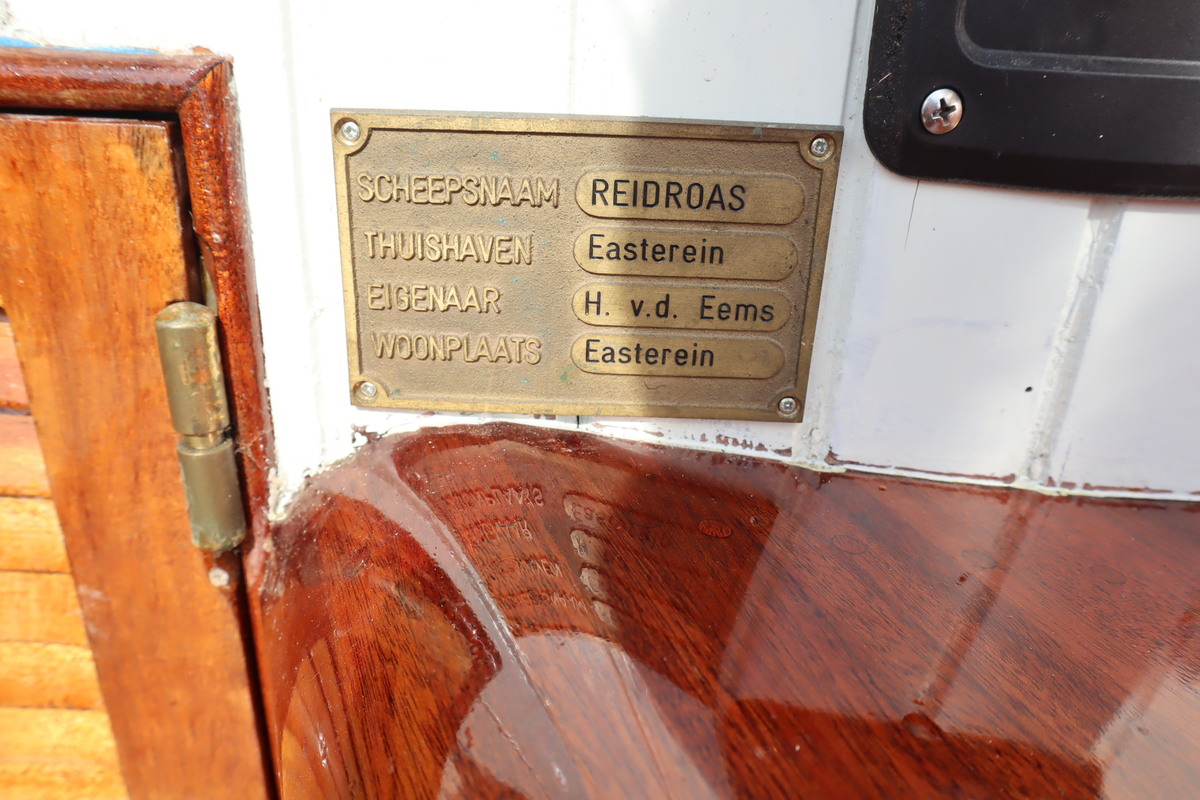 SCHEEPSNAAM REIDROAS
THUISHAVEN Easterein
EIGENAAR H. v.d. Eems
WOONPLAATS Easterein